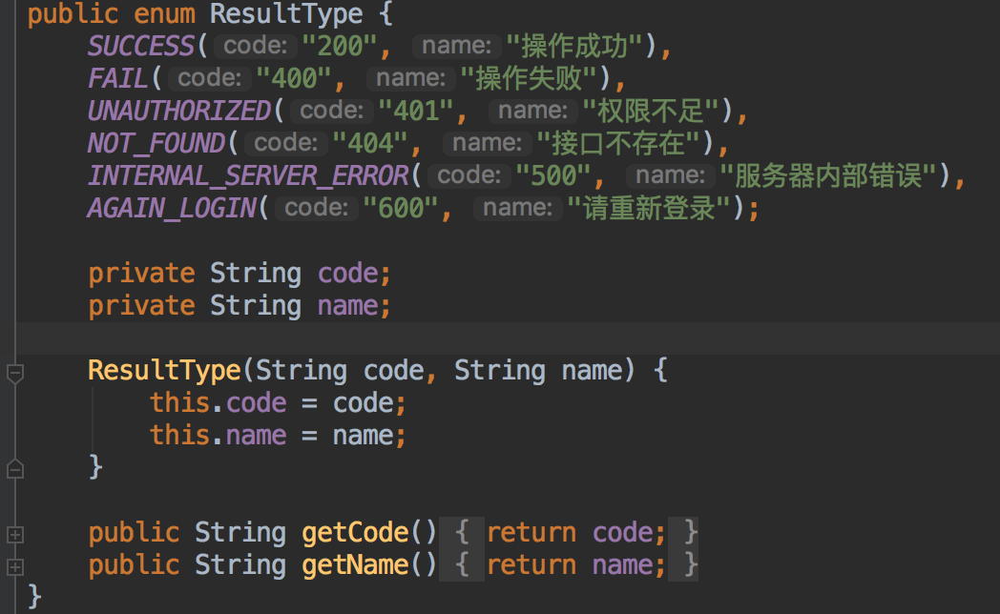 public enum ResultType {
SUCCESS( code: "200", name: "操作成功"),
FAIL( code: "400", name: "操作失败"),
UNAUTHORIZED( code: "401", name: "权限不足"),
NOT_FOUND( code: "404", name: "接口不存在"),
INTERNAL_SERVER_ERROR( code: "500", name: "服务器内部错误"),
AGAIN_LOGIN( code: "600", name: "请重新登录");
private String code;
private String name;
ResultType(String code, String name) {
this.code = code;
this.name = name;
}
public String getCode() { return code; }
public String getName() { return name; }
}